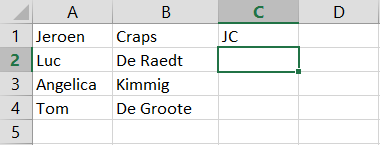 A B C D
1 Jeroen Craps JC
2 Luc De Raedt
3 Angelica Kimmig
4 Tom De Groote
5